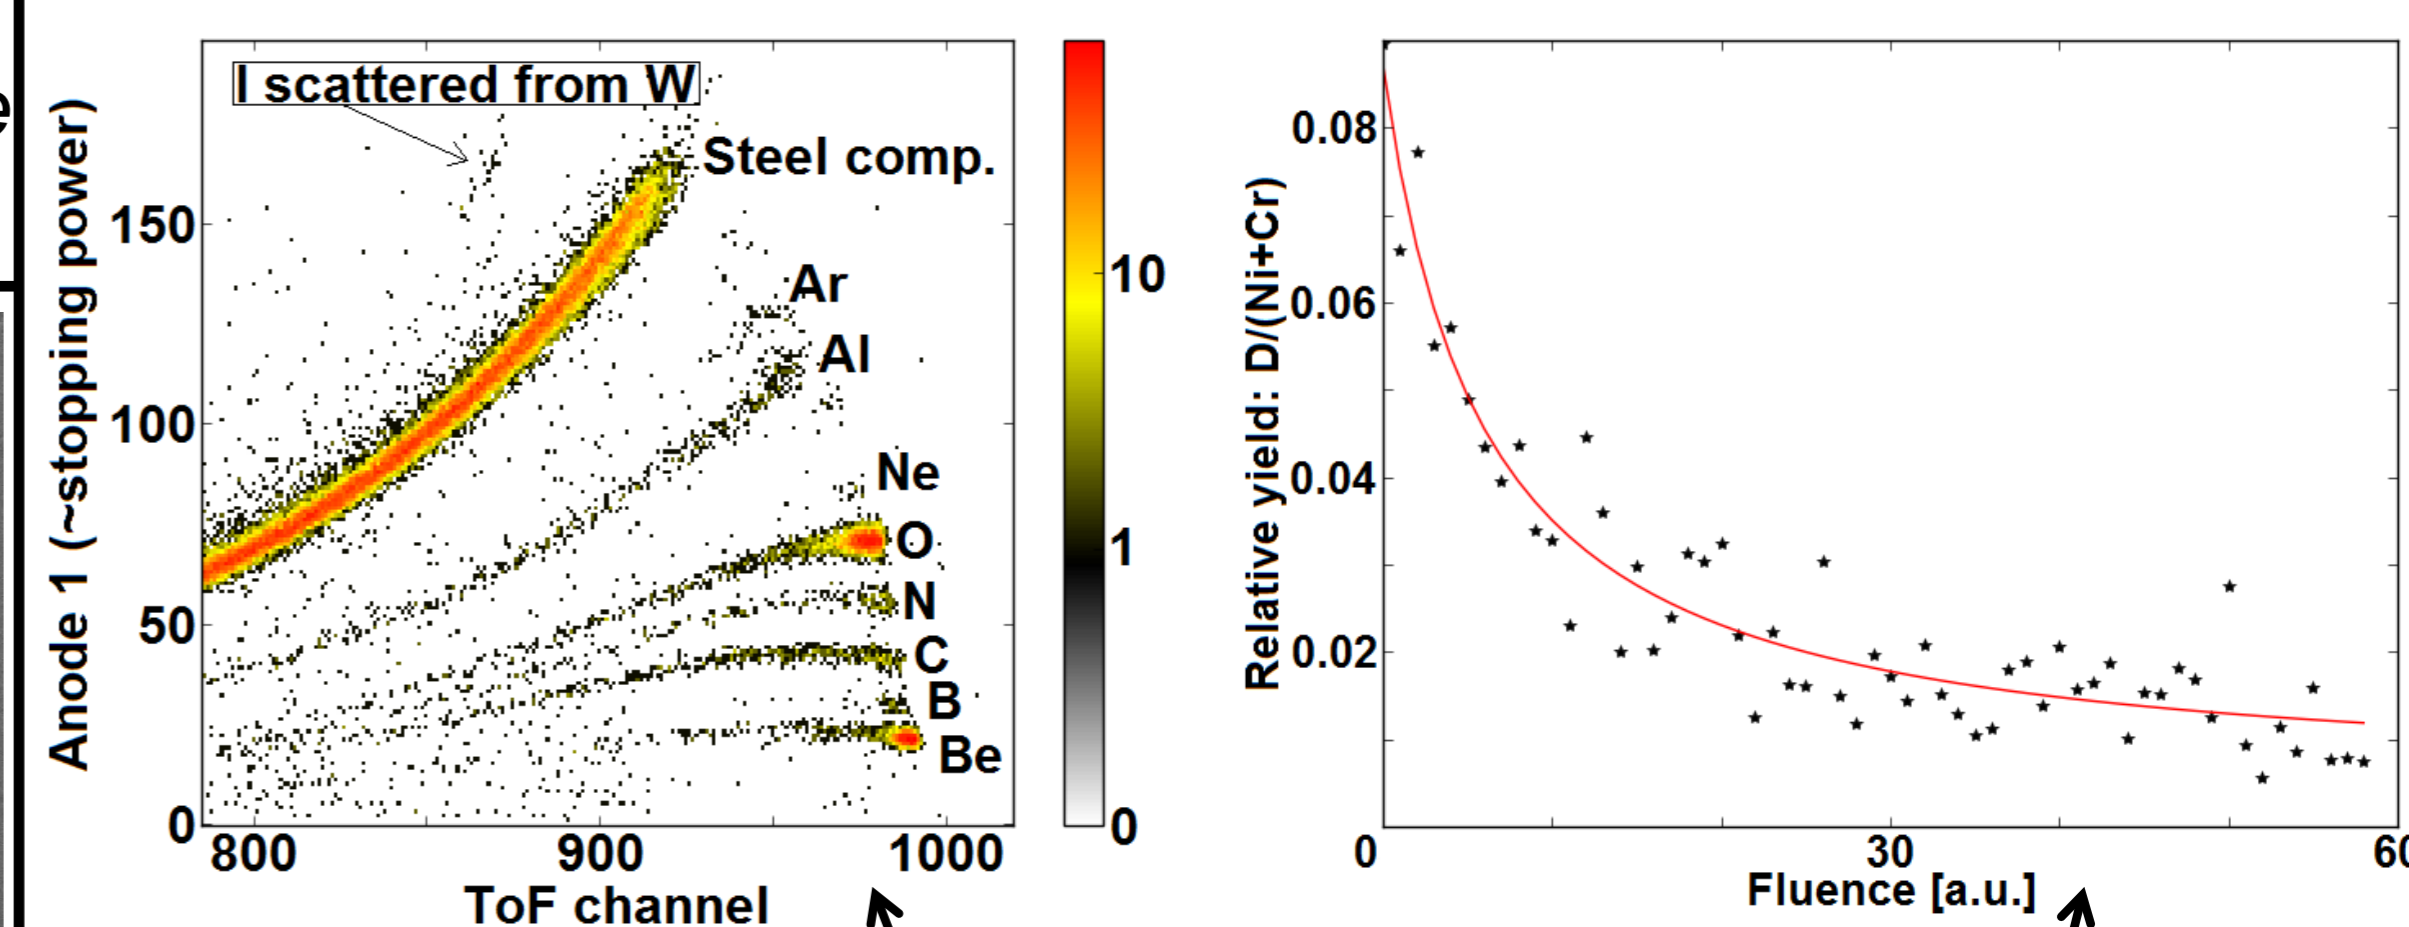 e
I scattered from W
Steel comp.
Ar
Al
Ne
O
N
C
B
Be
Anode 1 (~stopping power)
150
100
50
0
800
900
1000
ToF channel
10
1
0
Relative yield: D/(Ni+Cr)
0.08
0.06
0.04
0.02
0
30
60
Fluence [a.u.]